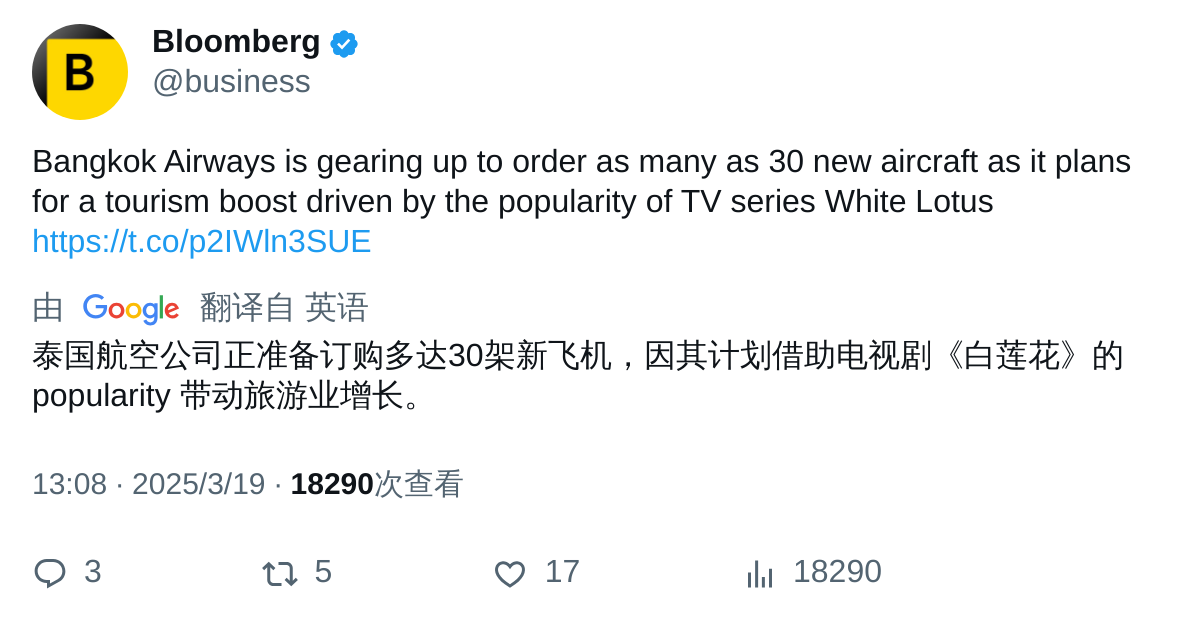 B
Bloomberg
@business
Bangkok Airways is gearing up to order as many as 30 new aircraft as it plans
for a tourism boost driven by the popularity of TV series White Lotus
https://t.co/p2IWln3SUE
由 Google 翻译自 英语
泰国航空公司正准备订购多达30架新飞机，因其计划借助电视剧《白莲花》的
popularity 带动旅游业增长。
13:08 · 2025/3/19 · 18290次查看
3 5 17 18290